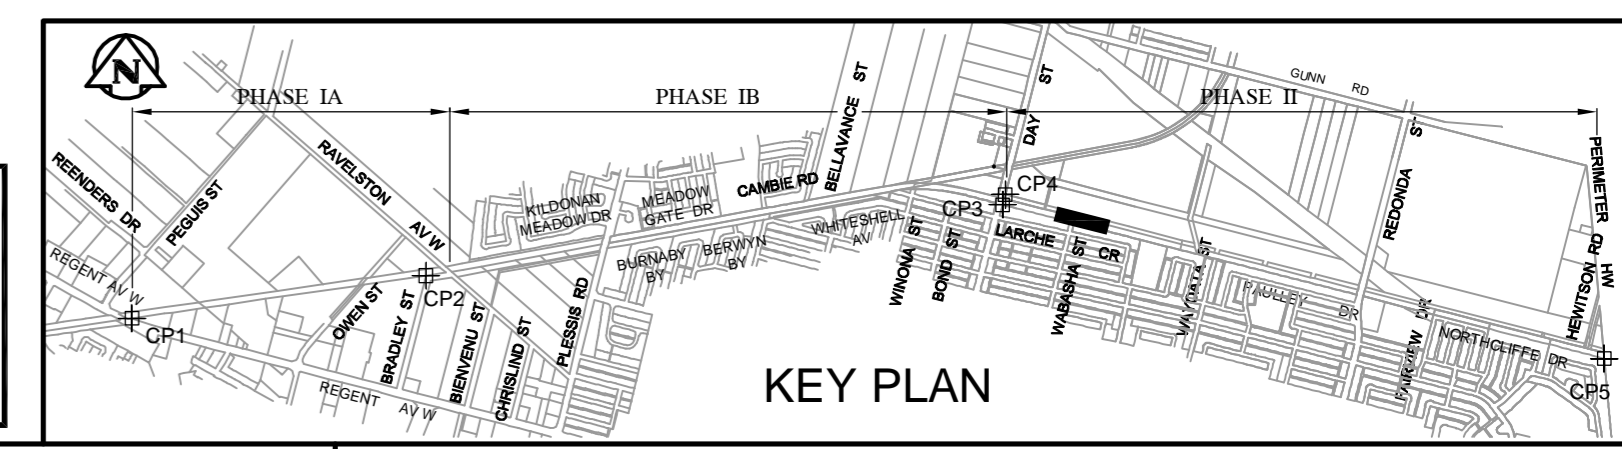 N
PHASE IA
PHASE IB
PHASE II
GUNN RD
REENDERS DR
PEGUIS ST
RAVELSTON AV W
KILDONAN
MEADOW DR
MEADOW
GATE DR
CAMBIE RD
BELLAVANCE ST
DAY ST
REDONDA ST
PERIMETER HW
REGENT AV W
CP1
OWEN ST
CP2
BRADLEY ST
BIENVENU ST
CHRISLIND ST
PLESSIS RD
BURNABY
BY
BERWYN
BY
WHITESHELL
AV
WINONA ST
BOND ST
CP3
CP4
LARCHE CR
WABASHA ST
WAYOATA ST
PAULLEY DR
FAIRVIEW DR
NORTHCLIFFE DR
HEWITSON RD
CP5
REGENT AV W
KEY PLAN